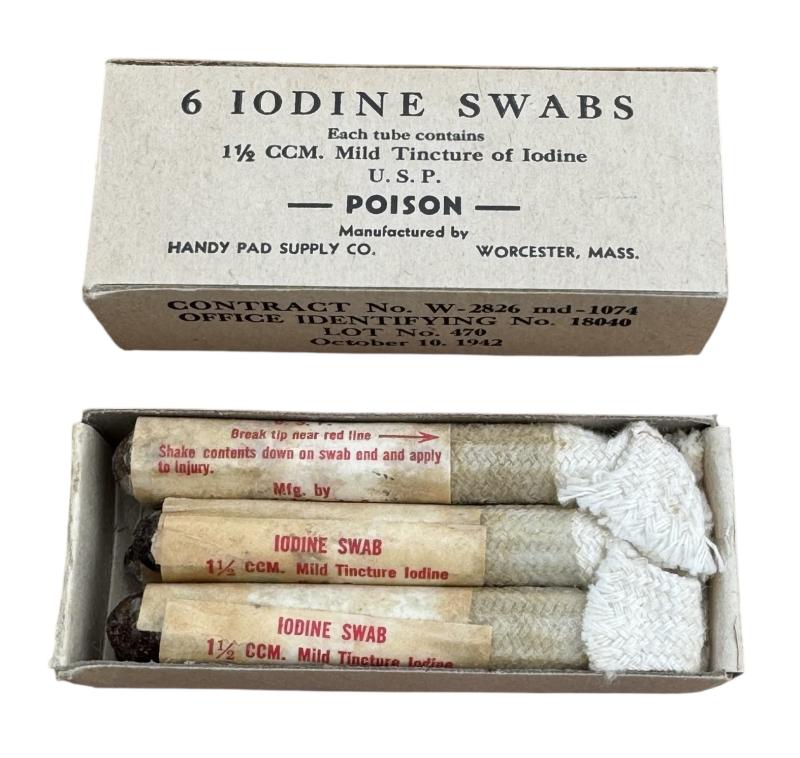 6 IODINE SWABS
Each tube contains
1½ CCM. Mild Tincture of Iodine
U. S. P.
— POISON —
Manufactured by
HANDY PAD SUPPLY CO. WORCESTER, MASS.
CONTRACT No. W-2826 md-1074
OFFICE IDENTIFYING No. 18040
LOT No. 470
October 10, 1942
Break tip near red line
Shake contents down on swab end and apply
to injury.
Mfg. by
IODINE SWAB
1½ CCM. Mild Tincture Iodine
IODINE SWAB
1½ CCM. Mild Tincture Iodine